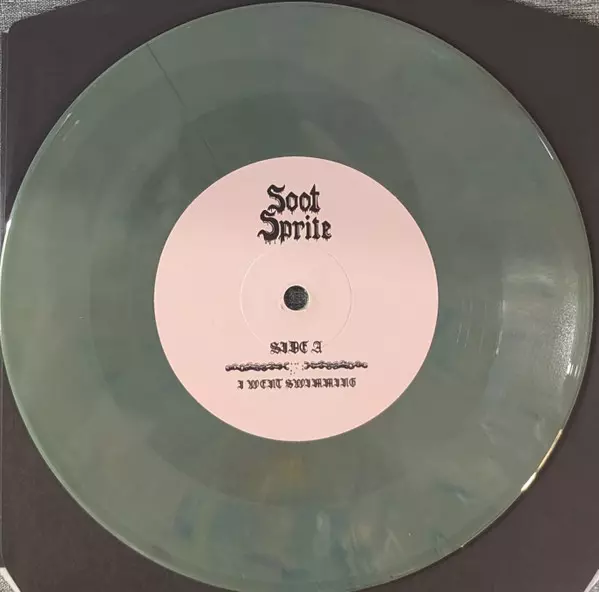 Soot
Sprite
SIDE A
I WENT SWIMMING